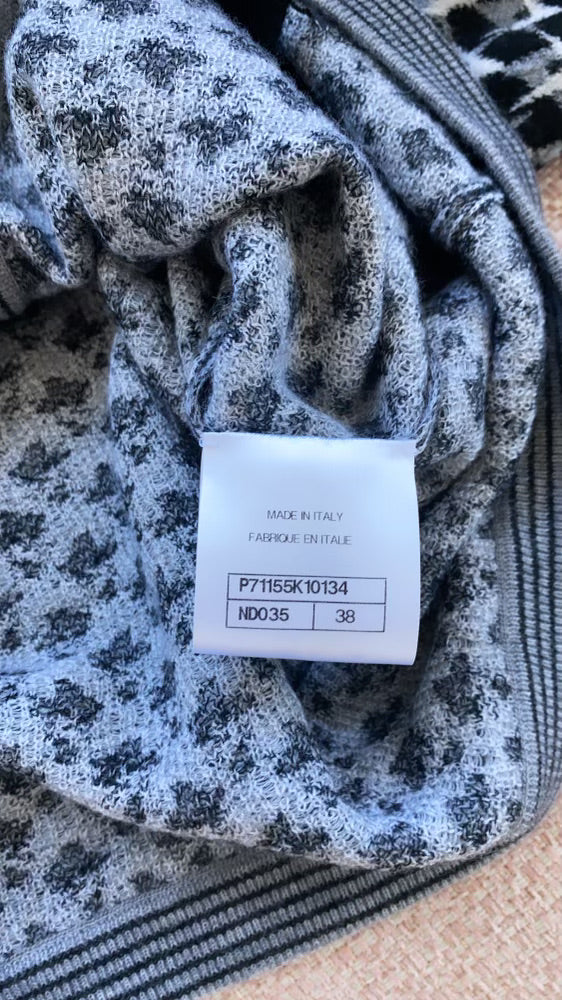 MADE IN ITALY
FABRIQUE EN ITALIE
P71155K10134
ND035 38